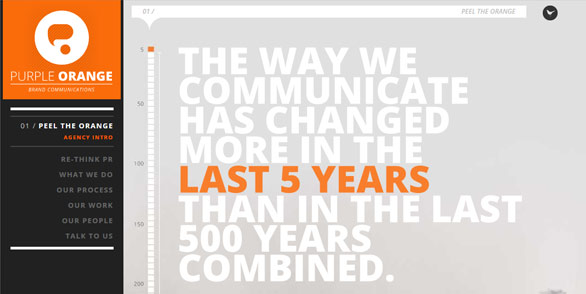 PURPLE ORANGE
BRAND COMMUNICATIONS
01 / PEEL THE ORANGE
AGENCY INTRO
RE-THINK PR
WHAT WE DO
OUR PROCESS
OUR WORK
OUR PEOPLE
TALK TO US
01 /
PEEL THE ORANGE
5
50
100
150
200
THE WAY WE
COMMUNICATE
HAS CHANGED
MORE IN THE
LAST 5 YEARS
THAN IN THE LAST
500 YEARS
COMBINED.